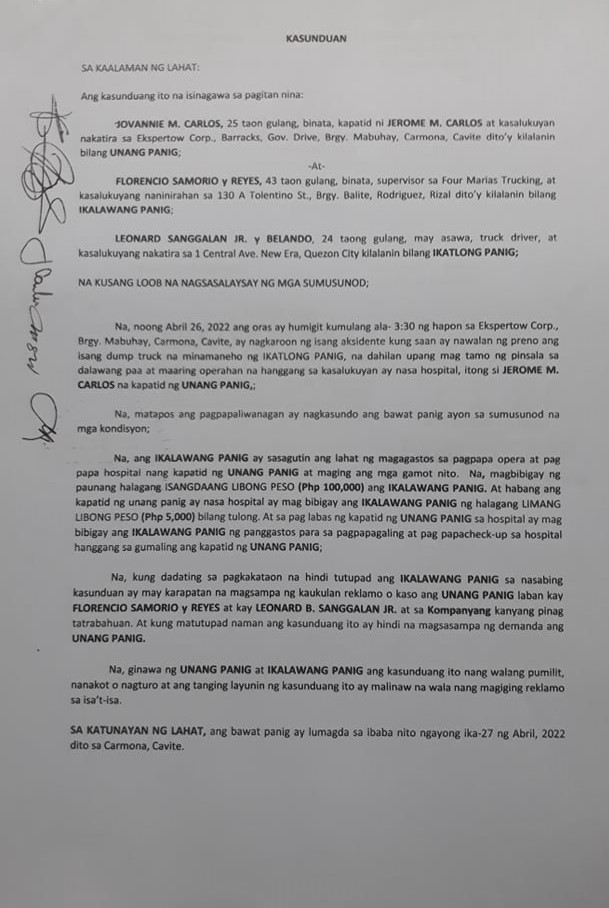 KASUNDUAN
SA KAALAMAN NG LAHAT:
Ang kasunduang ito na isinagawa sa pagitan nina:
JOVANNIE M. CARLOS, 25 taon gulang, binata, kapatid ni JEROME M. CARLOS at kasalukuyan
nakatira sa Ekspertow Corp., Barracks, Gov. Drive, Brgy. Mabuhay, Carmona, Cavite dito'y kilalanin
bilang UNANG PANIG;
-At-
FLORENCIO SAMORIO y REYES, 43 taon gulang, binata, supervisor sa Four Marias Trucking, at
kasalukuyang naninirahan sa 130 A Tolentino St., Brgy. Balite, Rodriguez, Rizal dito'y kilalanin bilang
IKALAWANG PANIG;
LEONARD SANGGALAN JR. y BELANDO, 24 taong gulang, may asawa, truck driver, at
kasalukuyang nakatira sa 1 Central Ave. New Era, Quezon City kilalanin bilang IKATLONG PANIG;
NA KUSANG LOOB NA NAGSASALAYSAY NG MGA SUMUSUNOD;
Na, noong Abril 26, 2022 ang oras ay humigit kumulang ala- 3:30 ng hapon sa Ekspertow Corp.,
Brgy. Mabuhay, Carmona, Cavite, ay nagkaroon ng isang aksidente kung saan ay nawalan ng preno ang
isang dump truck na minamaneho ng IKATLONG PANIG, na dahilan upang mag tamo ng pinsala sa
dalawang paa at maaring operahan na hanggang sa kasalukuyan ay nasa hospital, itong si JEROME M.
CARLOS na kapatid ng UNANG PANIG,;
Na, matapos ang pagpapaliwanagan ay nagkasundo ang bawat panig ayon sa sumusunod na
mga kondisyon;
Na, ang IKALAWANG PANIG ay sasagutin ang lahat ng magagastos sa pagpapa opera at pag
papa hospital nang kapatid ng UNANG PANIG at maging ang mga gamot nito. Na, magbibigay ng
paunang halagang ISANGDAANG LIBONG PESO (Php 100,000) ang IKALAWANG PANIG. At habang ang
kapatid ng unang panig ay nasa hospital ay mag bibigay ang IKALAWANG PANIG ng halagang LIMANG
LIBONG PESO (Php 5,000) bilang tulong. At sa pag labas ng kapatid ng UNANG PANIG sa hospital ay mag
bibigay ang IKALAWANG PANIG ng panggastos para sa pagpapagaling at pag papacheck-up sa hospital
hanggang sa gumaling ang kapatid ng UNANG PANIG;
Na, kung dadating sa pagkakataon na hindi tutupad ang IKALAWANG PANIG sa nasabing
kasunduan ay may karapatan na magsampa ng kaukulan reklamo o kaso ang UNANG PANIG laban kay
FLORENCIO SAMORIO y REYES at kay LEONARD B. SANGGALAN JR. at sa Kompanyang kanyang pinag
tatrabahuan. At kung matutupad naman ang kasunduang ito ay hindi na magsasampa ng demanda ang
UNANG PANIG.
Na, ginawa ng UNANG PANIG at IKALAWANG PANIG ang kasunduang ito nang walang pumilit,
nanakot o nagturo at ang tanging layunin ng kasunduang ito ay malinaw na wala nang magiging reklamo
sa isa't-isa.
SA KATUNAYAN NG LAHAT, ang bawat panig ay lumagda sa ibaba nito ngayong ika-27 ng Abril, 2022
dito sa Carmona, Cavite.